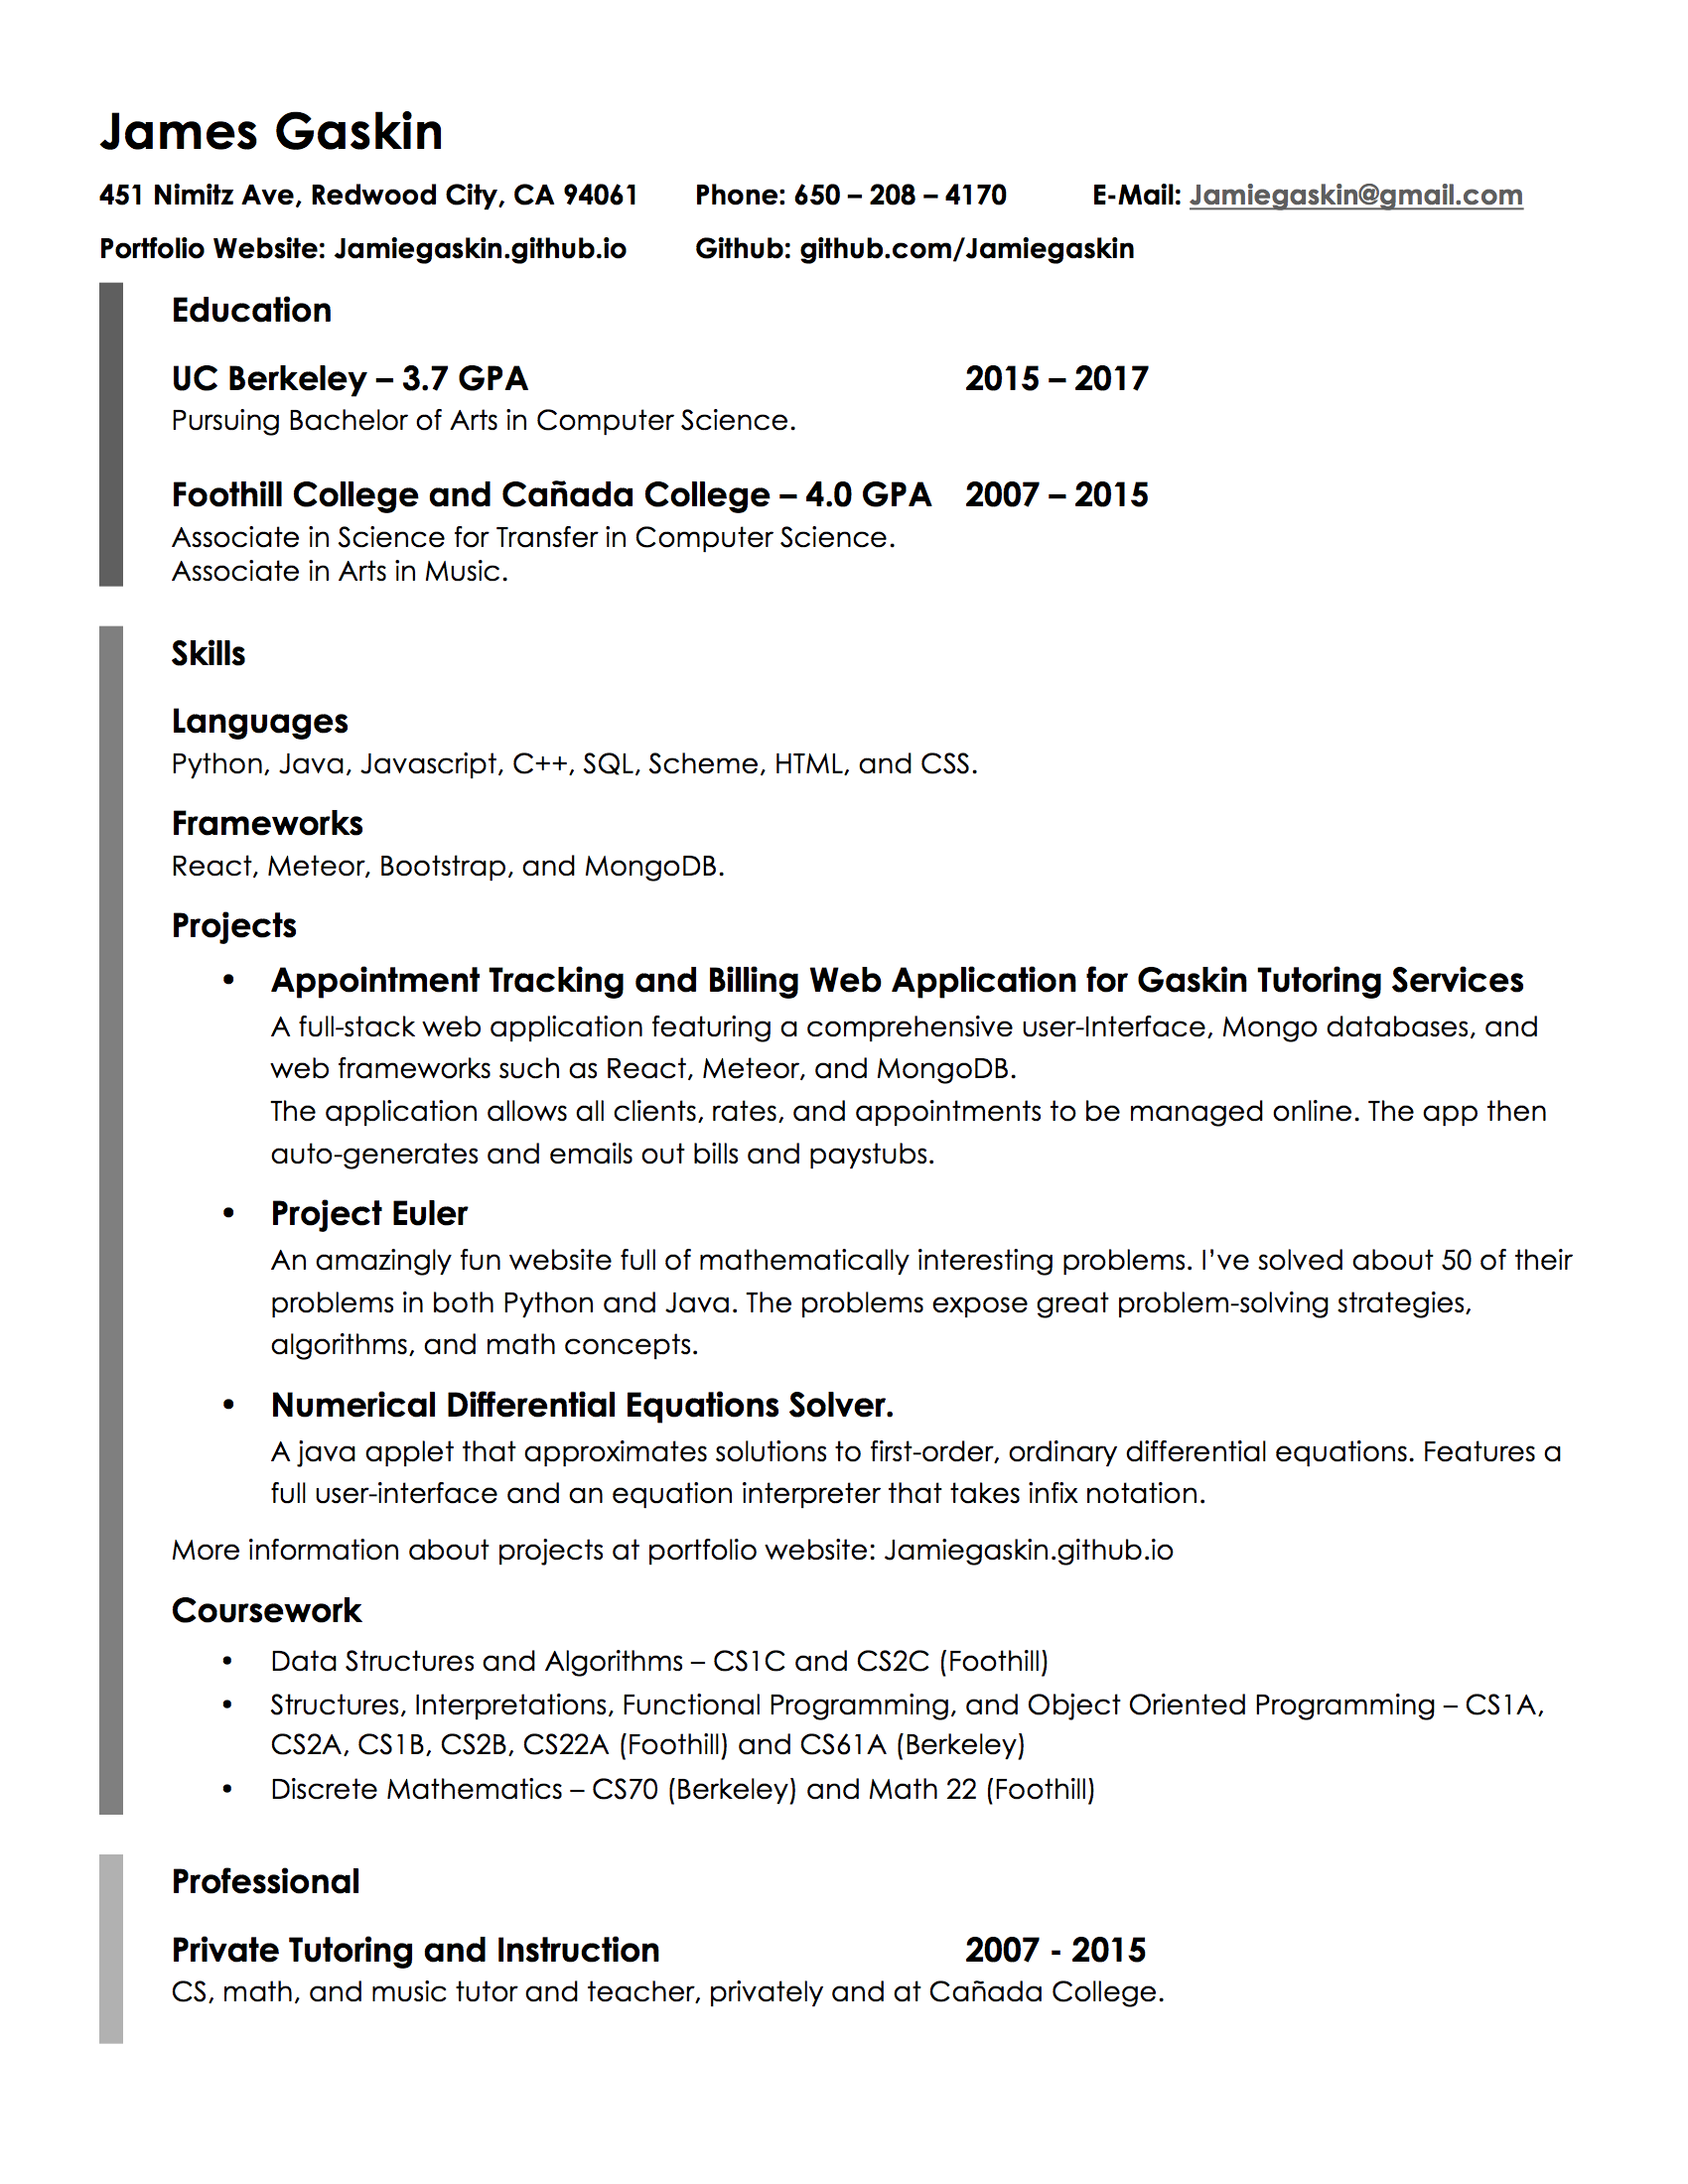 James Gaskin
451 Nimitz Ave, Redwood City, CA 94061 Phone: 650 – 208 – 4170 E-Mail: Jamiegaskin@gmail.com
Portfolio Website: Jamiegaskin.github.io Github: github.com/Jamiegaskin
Education
UC Berkeley – 3.7 GPA 2015 – 2017
Pursuing Bachelor of Arts in Computer Science.
Foothill College and Cañada College – 4.0 GPA 2007 – 2015
Associate in Science for Transfer in Computer Science.
Associate in Arts in Music.
Skills
Languages
Python, Java, Javascript, C++, SQL, Scheme, HTML, and CSS.
Frameworks
React, Meteor, Bootstrap, and MongoDB.
Projects
• Appointment Tracking and Billing Web Application for Gaskin Tutoring Services
A full-stack web application featuring a comprehensive user-Interface, Mongo databases, and
web frameworks such as React, Meteor, and MongoDB.
The application allows all clients, rates, and appointments to be managed online. The app then
auto-generates and emails out bills and paystubs.
• Project Euler
An amazingly fun website full of mathematically interesting problems. I’ve solved about 50 of their
problems in both Python and Java. The problems expose great problem-solving strategies,
algorithms, and math concepts.
• Numerical Differential Equations Solver.
A java applet that approximates solutions to first-order, ordinary differential equations. Features a
full user-interface and an equation interpreter that takes infix notation.
More information about projects at portfolio website: Jamiegaskin.github.io
Coursework
• Data Structures and Algorithms – CS1C and CS2C (Foothill)
• Structures, Interpretations, Functional Programming, and Object Oriented Programming – CS1A,
CS2A, CS1B, CS2B, CS22A (Foothill) and CS61A (Berkeley)
• Discrete Mathematics – CS70 (Berkeley) and Math 22 (Foothill)
Professional
Private Tutoring and Instruction 2007 - 2015
CS, math, and music tutor and teacher, privately and at Cañada College.